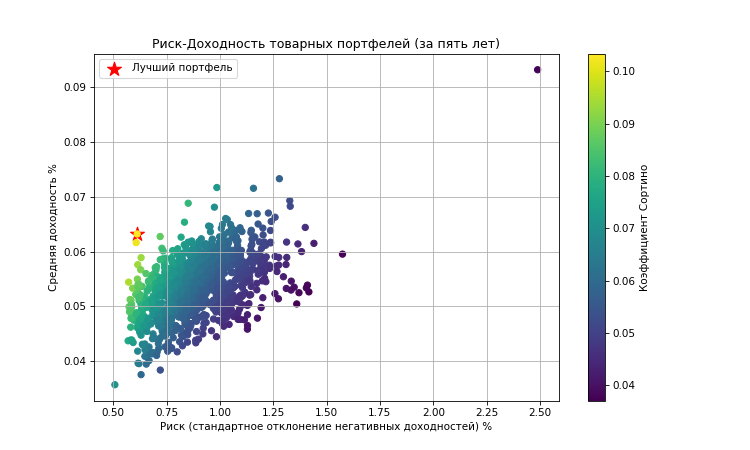 Риск-Доходность товарных портфелей (за пять лет)
Лучший портфель
Средняя доходность %
0.09
0.08
0.07
0.06
0.05
0.04
0.50 0.75 1.00 1.25 1.50 1.75 2.00 2.25 2.50
Риск (стандартное отклонение негативных доходностей) %
0.10
0.09
0.08
0.07
0.06
0.05
0.04
Коэффициент Сортино